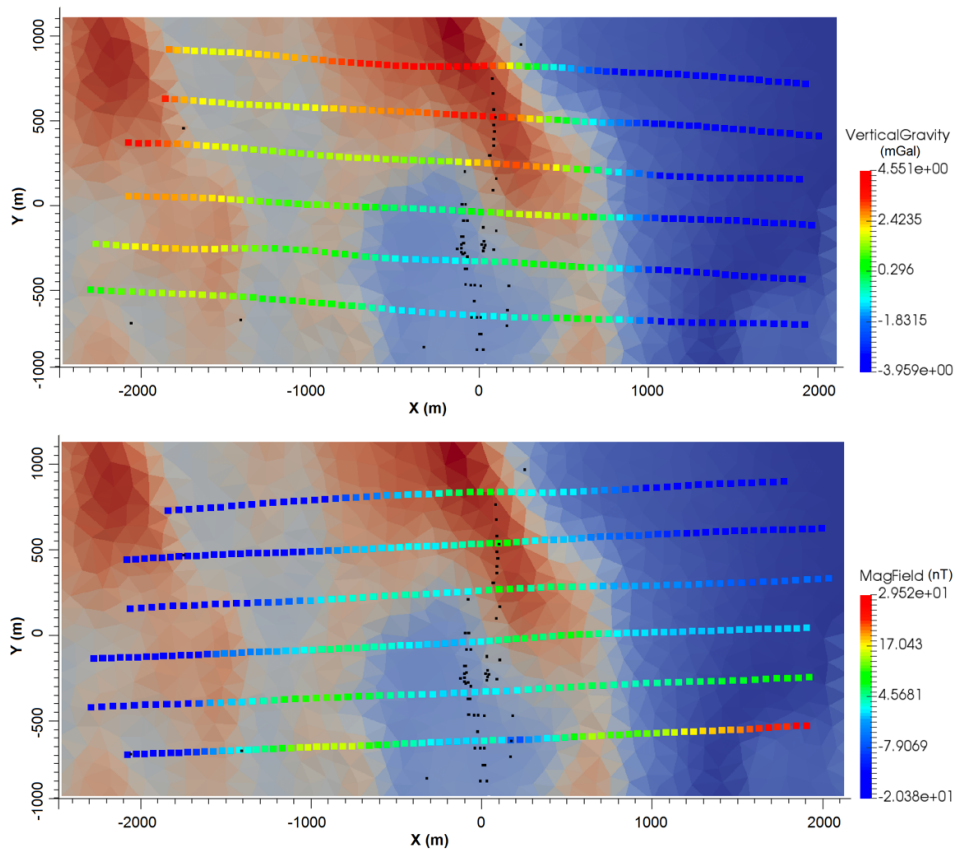 1000
500
0
-500
-1000
Y (m)
-2000
-1000
0
1000
2000
X (m)
VerticalGravity
(mGal)
4.551e+00
2.4235
0.296
-1.8315
-3.959e+00
1000
500
0
-500
-1000
Y (m)
-2000
-1000
0
1000
2000
X (m)
MagField (nT)
2.952e+01
17.043
4.5681
-7.9069
-2.038e+01